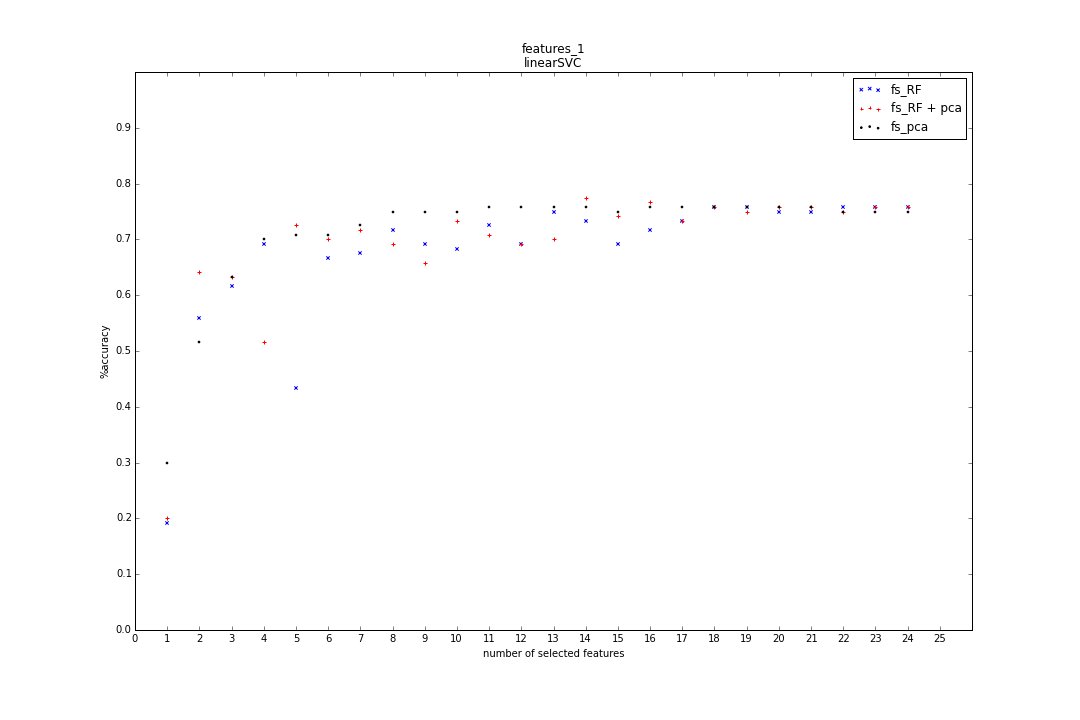 features_1
linearSVC
fs_RF
fs_RF + pca
fs_pca
%accuracy
0.9
0.8
0.7
0.6
0.5
0.4
0.3
0.2
0.1
0.0
0 1 2 3 4 5 6 7 8 9 10 11 12 13 14 15 16 17 18 19 20 21 22 23 24 25
number of selected features